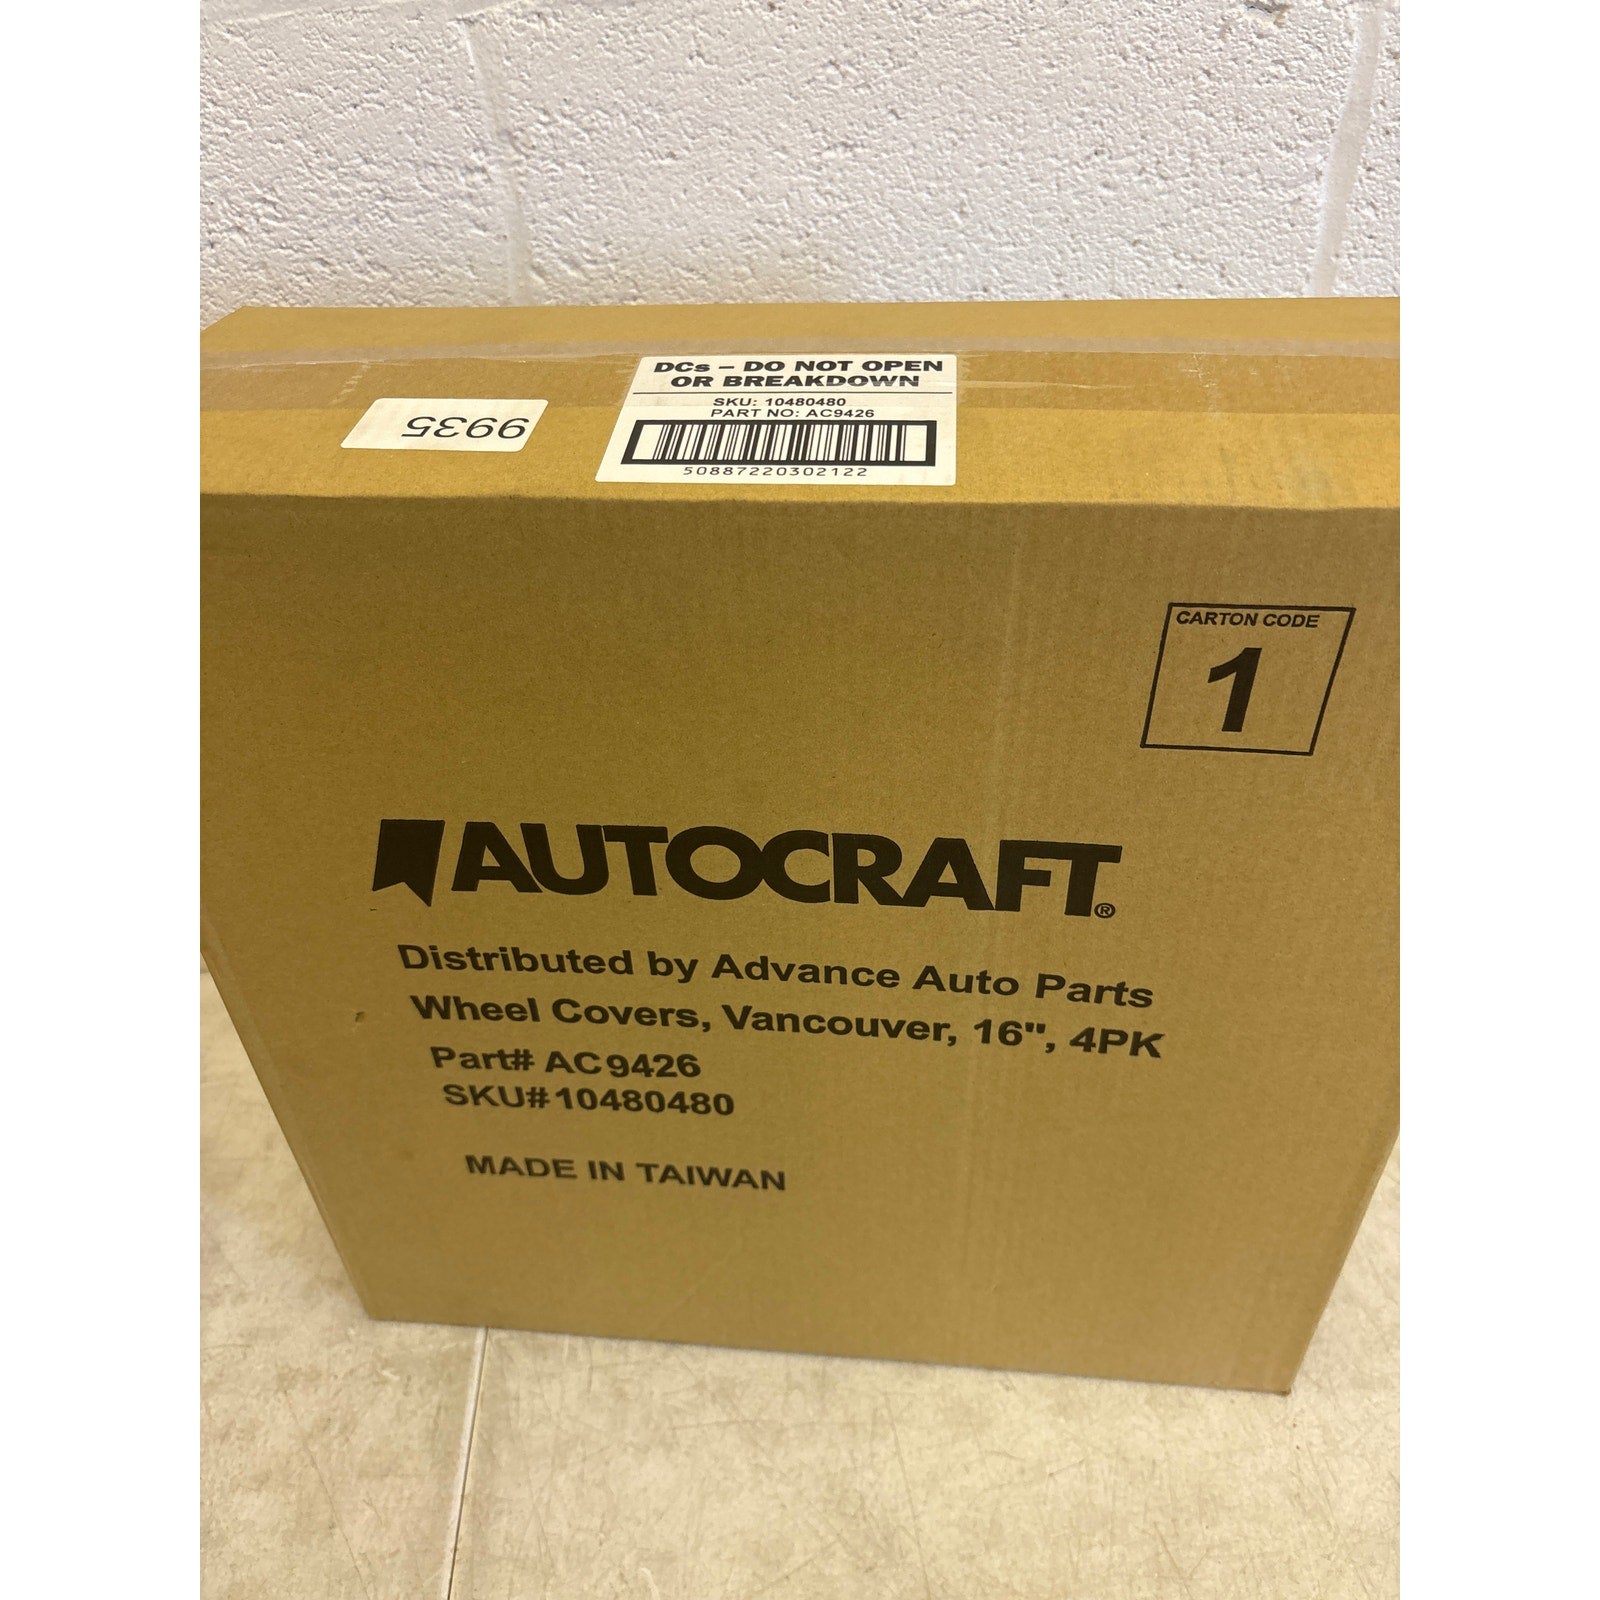 DCs – DO NOT OPEN
OR BREAKDOWN
SKU: 10480480
PART NO: AC9426
50887220302122
9935
CARTON CODE
1
AUTOCRAFT®
Distributed by Advance Auto Parts
Wheel Covers, Vancouver, 16", 4PK
Part# AC9426
SKU#10480480
MADE IN TAIWAN